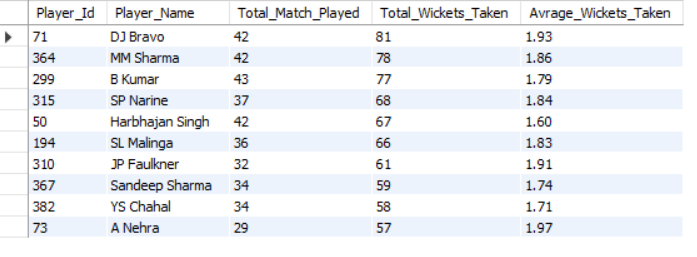 Player_Id Player_Name Total_Match_Played Total_Wickets_Taken Avrage_Wickets_Taken
71 DJ Bravo 42 81 1.93
364 MM Sharma 42 78 1.86
299 B Kumar 43 77 1.79
315 SP Narine 37 68 1.84
50 Harbhajan Singh 42 67 1.60
194 SL Malinga 36 66 1.83
310 JP Faulkner 32 61 1.91
367 Sandeep Sharma 34 59 1.74
382 YS Chahal 34 58 1.71
73 A Nehra 29 57 1.97